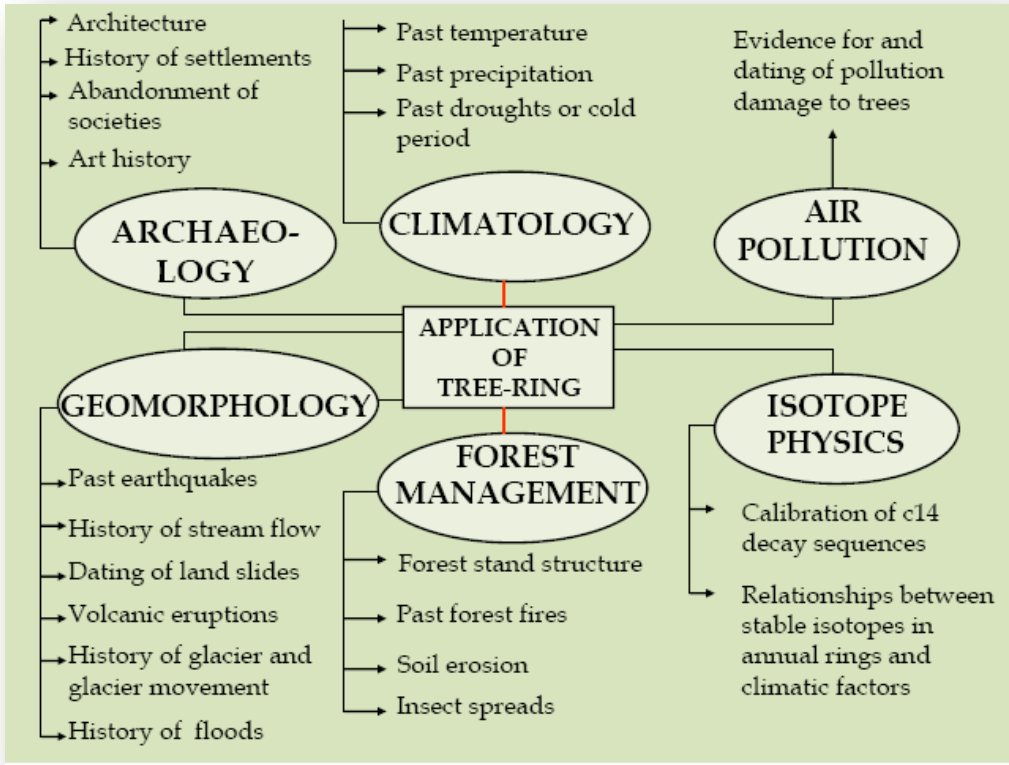 Architecture
History of settlements
Abandonment of
societies
Art history
ARCHAEO-
LOGY
Past temperature
Past precipitation
Past droughts or cold
period
CLIMATOLOGY
Evidence for and
dating of pollution
damage to trees
AIR
POLLUTION
APPLICATION
OF
TREE-RING
GEOMORPHOLOGY
Past earthquakes
History of stream flow
Dating of land slides
Volcanic eruptions
History of glacier and
glacier movement
History of floods
FOREST
MANAGEMENT
Forest stand structure
Past forest fires
Soil erosion
Insect spreads
ISOTOPE
PHYSICS
Calibration of c14
decay sequences
Relationships between
stable isotopes in
annual rings and
climatic factors